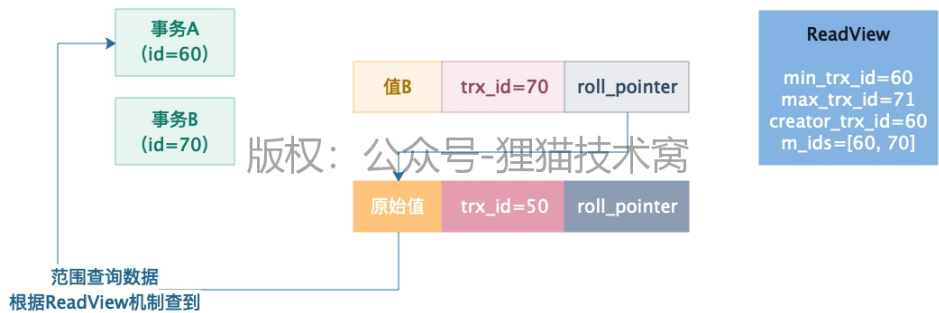 事务A
（id=60）
事务B
（id=70）
值B
trx_id=70
roll_pointer
原始值
trx_id=50
roll_pointer
ReadView
min_trx_id=60
max_trx_id=71
creator_trx_id=60
m_ids=[60, 70]
版权：公众号-狸猫技术窝
范围查询数据
根据ReadView机制查到